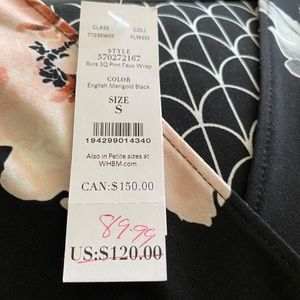 CLASS COLL
772351601 FL19251
STYLE
570272167
Rvrs 3Q Prnt Faux Wrap
COLOR
English Marigold Black
SIZE
S
194299014340
Also in Petite sizes at
WHBM.com
CAN:$150.00
89.99
US:$120.00